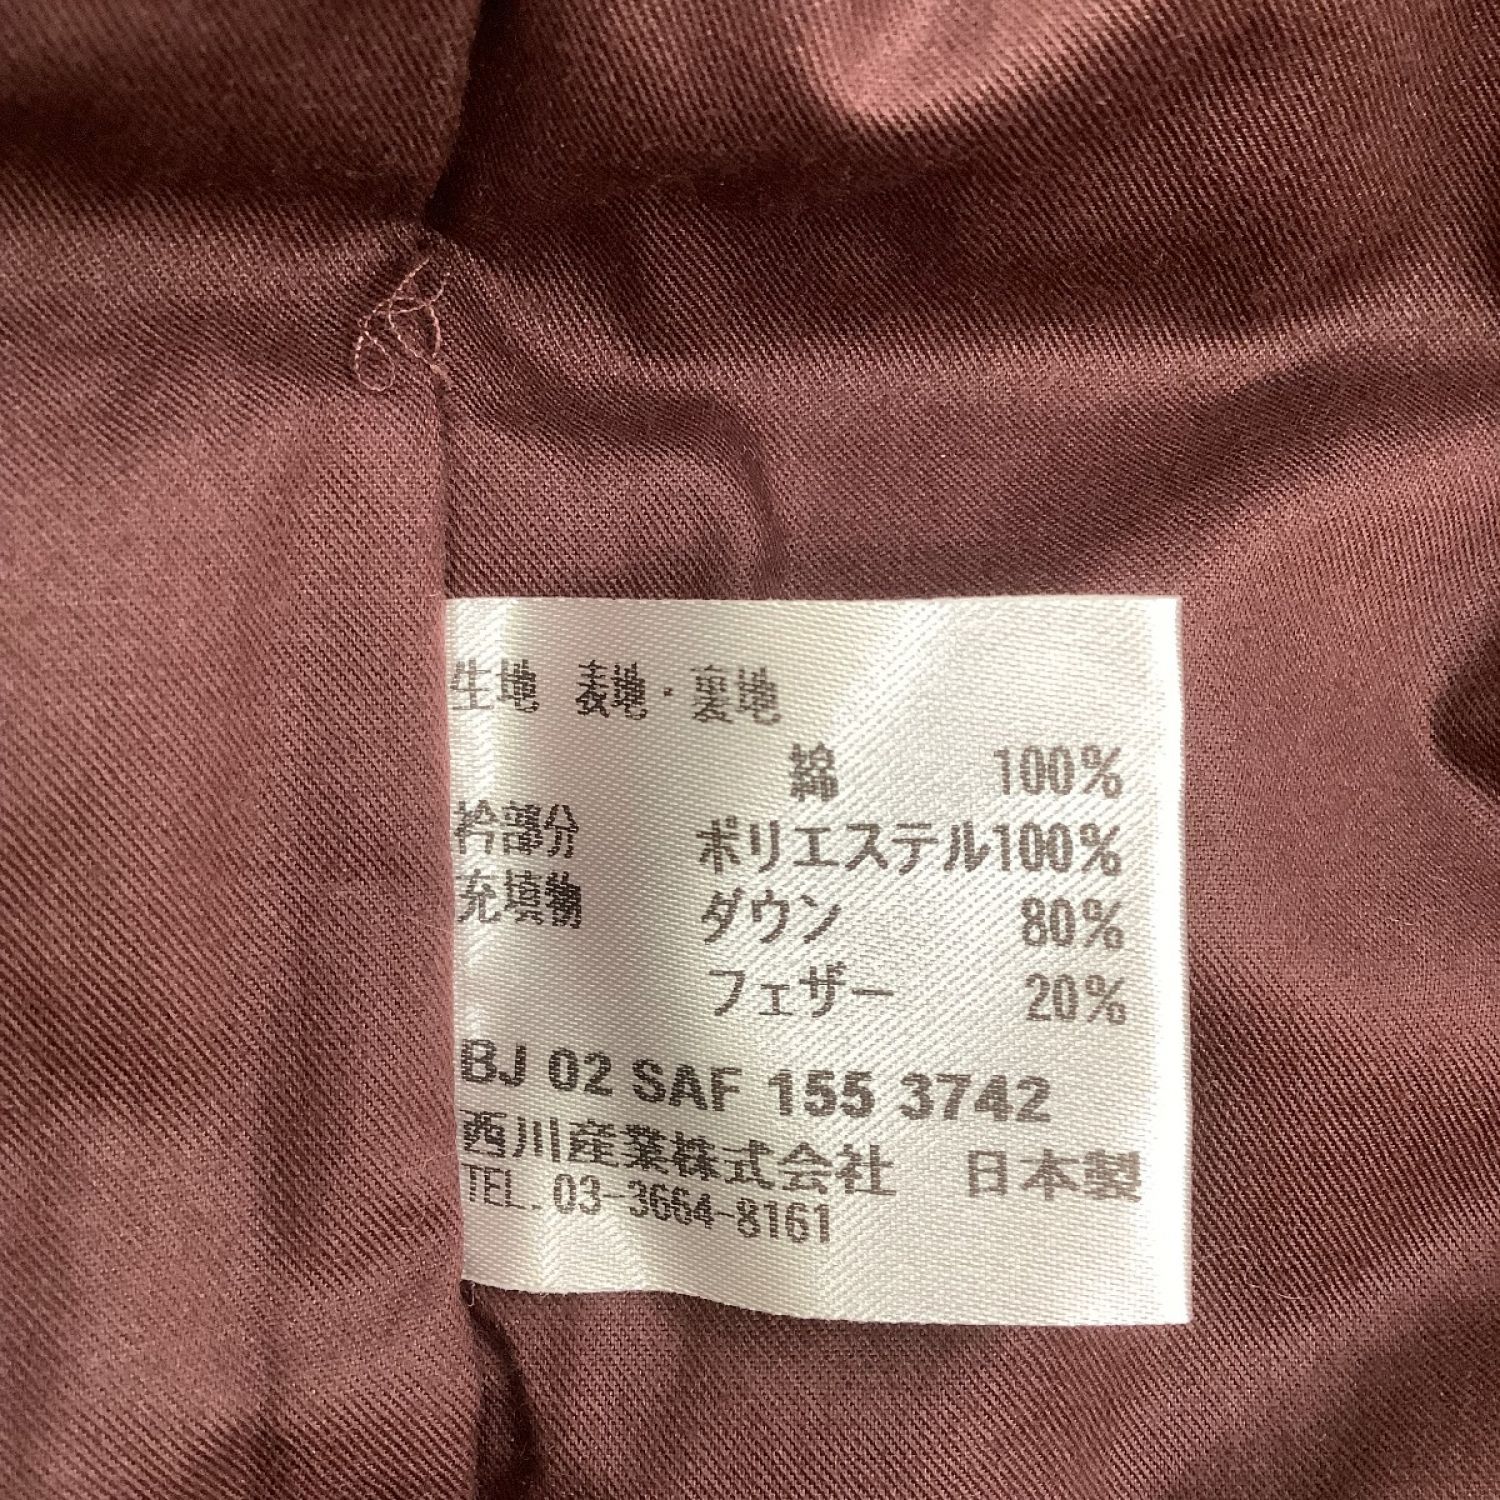 生地 表地・裏地
綿 100%
衿部分 ポリエステル100%
充填物 ダウン 80%
フェザー 20%
BJ 02 SAF 155 3742
西川産業株式会社 日本製
TEL. 03-3664-8161